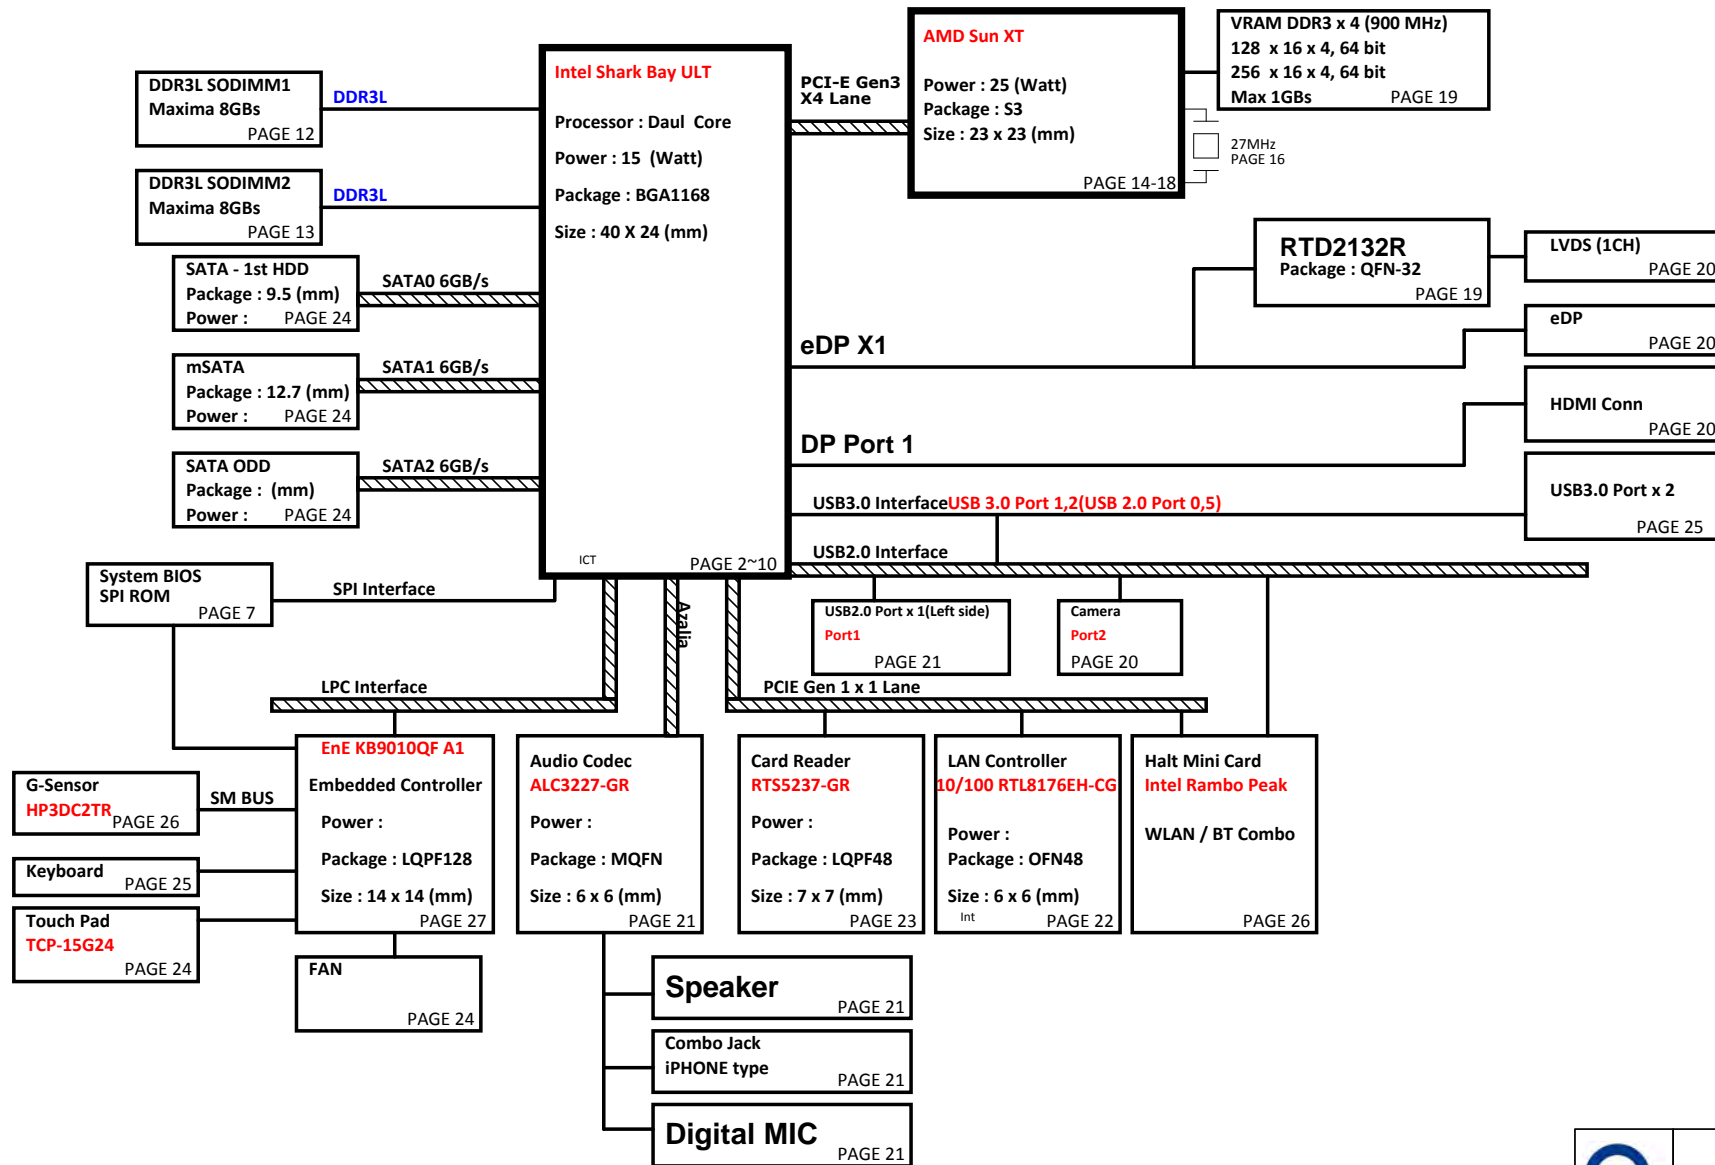 DDR3L SODIMM1
Maxima 8GBs
PAGE 12
DDR3L
DDR3L SODIMM2
Maxima 8GBs
PAGE 13
DDR3L
SATA - 1st HDD
Package : 9.5 (mm)
Power : PAGE 24
SATA0 6GB/s
mSATA
Package : 12.7 (mm)
Power : PAGE 24
SATA1 6GB/s
SATA ODD
Package : (mm)
Power : PAGE 24
SATA2 6GB/s
System BIOS
SPI ROM
PAGE 7
SPI Interface
Intel Shark Bay ULT
Processor : Daul Core
Power : 15 (Watt)
Package : BGA1168
Size : 40 X 24 (mm)
ICT
PAGE 2~10
PCI-E Gen3
X4 Lane
AMD Sun XT
Power : 25 (Watt)
Package : S3
Size : 23 x 23 (mm)
PAGE 14-18
VRAM DDR3 x 4 (900 MHz)
128 x 16 x 4, 64 bit
256 x 16 x 4, 64 bit
Max 1GBs PAGE 19
27MHz
PAGE 16
RTD2132R
Package : QFN-32
PAGE 19
LVDS (1CH)
PAGE 20
eDP X1
eDP
PAGE 20
DP Port 1
HDMI Conn
PAGE 20
USB3.0 Interface USB 3.0 Port 1,2(USB 2.0 Port 0,5)
USB3.0 Port x 2
PAGE 25
USB2.0 Interface
USB2.0 Port x 1(Left side)
Port1
PAGE 21
Camera
Port2
PAGE 20
Azalia
LPC Interface
PCIE Gen 1 x 1 Lane
EnE KB9010QF A1
Embedded Controller
Power :
Package : LQPF128
Size : 14 x 14 (mm)
PAGE 27
Audio Codec
ALC3227-GR
Power :
Package : MQFN
Size : 6 x 6 (mm)
PAGE 21
Card Reader
RTS5237-GR
Power :
Package : LQPF48
Size : 7 x 7 (mm)
PAGE 23
LAN Controller
10/100 RTL8176EH-CG
Power :
Package : OFN48
Size : 6 x 6 (mm)
Int
PAGE 22
Halt Mini Card
Intel Rambo Peak
WLAN / BT Combo
PAGE 26
G-Sensor
HP3DC2TR
PAGE 26
SM BUS
Keyboard
PAGE 25
Touch Pad
TCP-15G24
PAGE 24
FAN
PAGE 24
Speaker
PAGE 21
Combo Jack
iPHONE type
PAGE 21
Digital MIC
PAGE 21